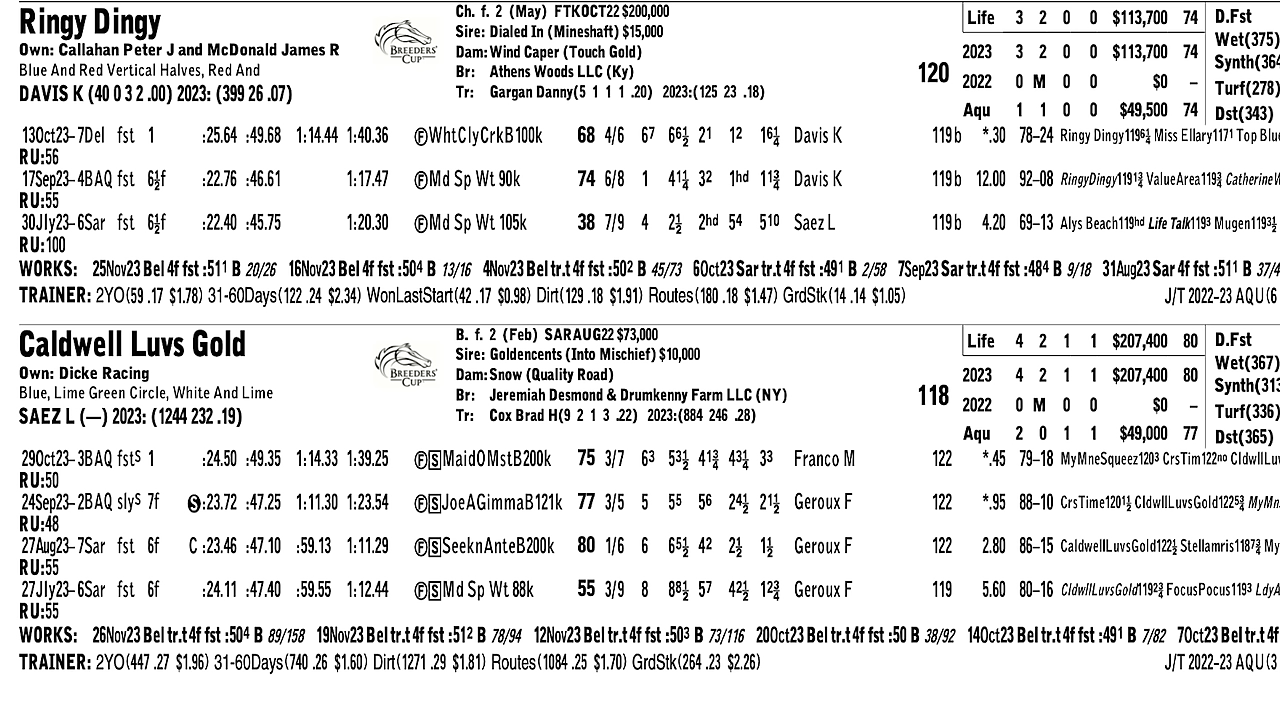 Ringy Dingy
Own: Callahan Peter J and McDonald James R
Blue And Red Vertical Halves, Red And
DAVIS K (40 0 3 2 .00) 2023: (399 26 .07)
BREEDERS' CUP
Ch. f. 2 (May) FTKOCT22 $200,000
Sire: Dialed In (Mineshaft) $15,000
Dam: Wind Caper (Touch Gold)
Br: Athens Woods LLC (Ky)
Tr: Gargan Danny(5 1 1 1 .20) 2023:(125 23 .18)
120
Life 3 2 0 0 $113,700 74
2023 3 2 0 0 $113,700 74
2022 0 M 0 0 $0 –
Aqu 1 1 0 0 $49,500 74
D.Fst
Wet(375)
Synth(364
Turf(278)
Dst(343)
13Oct23–7Del fst 1 :25.64 :49.68 1:14.44 1:40.36 ⒻWhtClyCrkB100k 68 4/6 6⁷ 6⁶½ 2¹ 1² 1⁶¼ Davis K 119 b *.30 78–24 Ringy Dingy119⁶¼ Miss Ellary117¹ Top Blue
RU:56
17Sep23–4BAQ fst 6½f :22.76 :46.61 1:17.47 ⒻMd Sp Wt 90k 74 6/8 1 4¹¼ 3² 1hd 1¹¾ Davis K 119 b 12.00 92–08 RingyDingy119¹¾ ValueArea119¾ CatherineW
RU:55
30Jly23–6Sar fst 6½f :22.40 :45.75 1:20.30 ⒻMd Sp Wt 105k 38 7/9 4 2½ 2hd 5⁴ 5¹⁰ Saez L 119 b 4.20 69–13 Alys Beach119hd Life Talk119³ Mugen119³½
RU:100
WORKS: 25Nov23 Bel 4f fst :51¹ B 20/26 16Nov23 Bel 4f fst :50⁴ B 13/16 4Nov23 Bel tr.t 4f fst :50² B 45/73 6Oct23 Sar tr.t 4f fst :49¹ B 2/58 7Sep23 Sar tr.t 4f fst :48⁴ B 9/18 31Aug23 Sar 4f fst :51¹ B 37/4
TRAINER: 2YO(59 .17 $1.78) 31-60Days(122 .24 $2.34) WonLastStart(42 .17 $0.98) Dirt(129 .18 $1.91) Routes(180 .18 $1.47) GrdStk(14 .14 $1.05) J/T 2022-23 AQU(6
Caldwell Luvs Gold
Own: Dicke Racing
Blue, Lime Green Circle, White And Lime
SAEZ L (—) 2023: (1244 232 .19)
BREEDERS' CUP
B. f. 2 (Feb) SARAUG22 $73,000
Sire: Goldencents (Into Mischief) $10,000
Dam: Snow (Quality Road)
Br: Jeremiah Desmond & Drumkenny Farm LLC (NY)
Tr: Cox Brad H(9 2 1 3 .22) 2023:(884 246 .28)
118
Life 4 2 1 1 $207,400 80
2023 4 2 1 1 $207,400 80
2022 0 M 0 0 $0 –
Aqu 2 0 1 1 $49,000 77
D.Fst
Wet(367)
Synth(313
Turf(336)
Dst(365)
29Oct23–3BAQ fstS 1 :24.50 :49.35 1:14.33 1:39.25 ⒻⓈMaidOMstB200k 75 3/7 6³ 5³½ 4¹¾ 4³¼ 3³ Franco M 122 *.45 79–18 MyMneSqueez120³ CrsTim122no CldwllLuv
RU:50
24Sep23–2BAQ slyS 7f Ⓢ:23.72 :47.25 1:11.30 1:23.54 ⒻⓈJoeAGimmaB121k 77 3/5 5 5⁵ 5⁶ 2⁴½ 2¹½ Geroux F 122 *.95 88–10 CrsTime120¹½ CldwllLuvsGold122⁵¾ MyMn
RU:48
27Aug23–7Sar fst 6f C :23.46 :47.10 :59.13 1:11.29 ⒻⓈSeeknAnteB200k 80 1/6 6 6⁵½ 4² 2½ 1½ Geroux F 122 2.80 86–15 CaldwellLuvsGold122½ Stellamris118⁷¾ My
RU:55
27Jly23–6Sar fst 6f :24.11 :47.40 :59.55 1:12.44 ⒻⓈMd Sp Wt 88k 55 3/9 8 8⁸½ 5⁷ 4²½ 1²¾ Geroux F 119 5.60 80–16 CldwllLuvsGold119²¾ FocusPocus119³ LdyA
RU:55
WORKS: 26Nov23 Bel tr.t 4f fst :50⁴ B 89/158 19Nov23 Bel tr.t 4f fst :51² B 78/94 12Nov23 Bel tr.t 4f fst :50³ B 73/116 20Oct23 Bel tr.t 4f fst :50 B 38/92 14Oct23 Bel tr.t 4f fst :49¹ B 7/82 7Oct23 Bel tr.t 4f
TRAINER: 2YO(447 .27 $1.96) 31-60Days(740 .26 $1.60) Dirt(1271 .29 $1.81) Routes(1084 .25 $1.70) GrdStk(264 .23 $2.26) J/T 2022-23 AQU(3